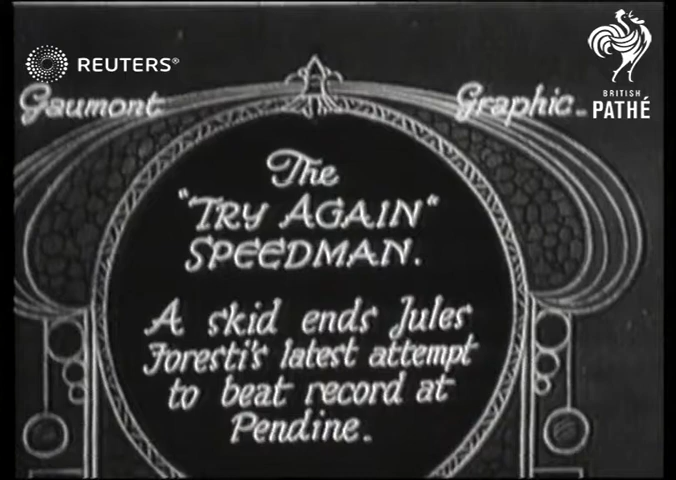 REUTERS®
BRITISH
PATHÉ
Gaumont Graphic
The
"TRY AGAIN"
SPEEDMAN.
A skid ends Jules
Foresti's latest attempt
to beat record at
Pendine.